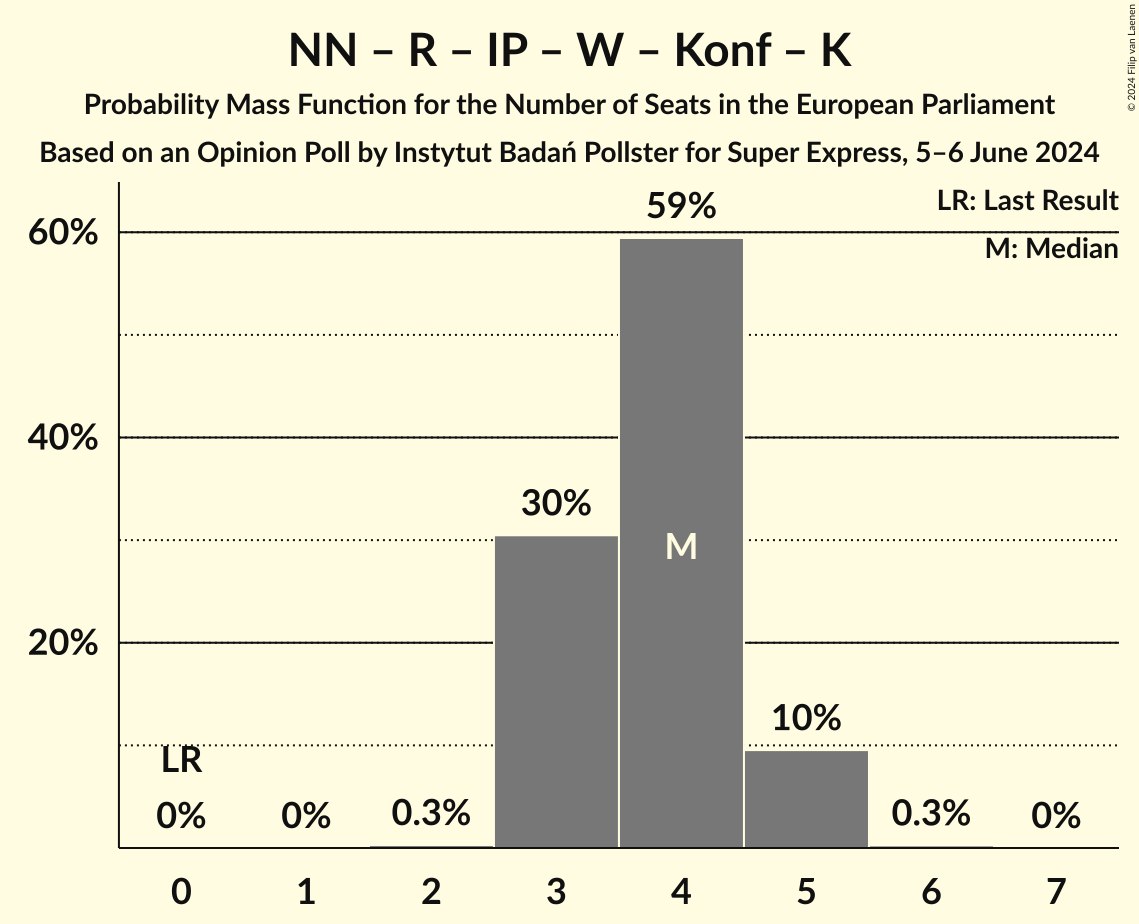 NN – R – IP – W – Konf – K
Probability Mass Function for the Number of Seats in the European Parliament
Based on an Opinion Poll by Instytut Badań Pollster for Super Express, 5–6 June 2024
© 2024 Filip van Laenen
LR: Last Result
M: Median
60%
40%
20%
59%
30%
M
10%
LR
0%
0%
0.3%
0.3%
0%
0 1 2 3 4 5 6 7